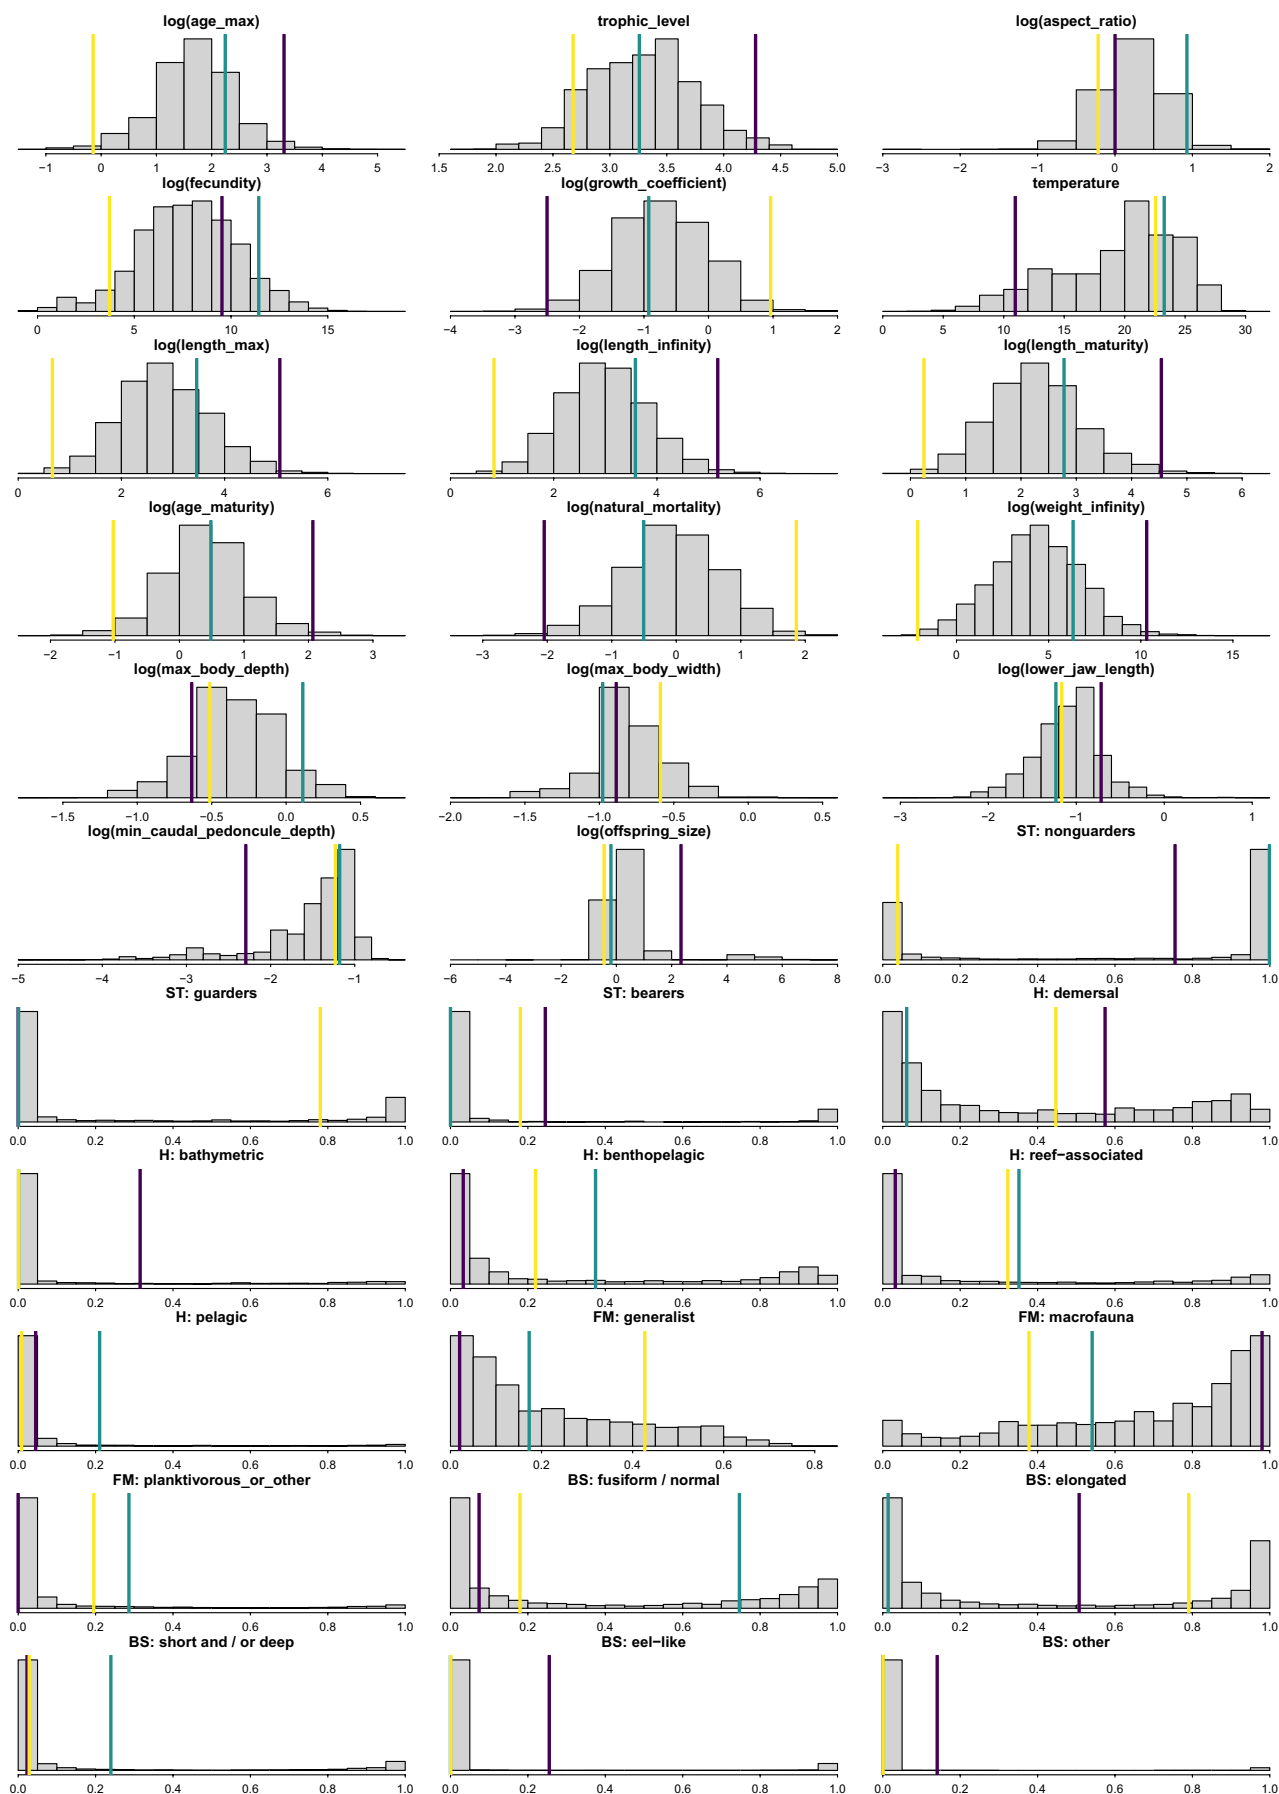 log(age_max) trophic_level log(aspect_ratio)
−1 0 1 2 3 4 5 1.5 2.0 2.5 3.0 3.5 4.0 4.5 5.0 −3 −2 −1 0 1 2
log(fecundity) log(growth_coefficient) temperature
0 5 10 15 −4 −3 −2 −1 0 1 2 0 5 10 15 20 25 30
log(length_max) log(length_infinity) log(length_maturity)
0 2 4 6 0 2 4 6 0 1 2 3 4 5 6
log(age_maturity) log(natural_mortality) log(weight_infinity)
−2 −1 0 1 2 3 −3 −2 −1 0 1 2 0 5 10 15
log(max_body_depth) log(max_body_width) log(lower_jaw_length)
−1.5 −1.0 −0.5 0.0 0.5 −2.0 −1.5 −1.0 −0.5 0.0 0.5 −3 −2 −1 0 1
log(min_caudal_pedoncule_depth) log(offspring_size) ST: nonguarders
−5 −4 −3 −2 −1 −6 −4 −2 0 2 4 6 8 0.0 0.2 0.4 0.6 0.8 1.0
ST: guarders ST: bearers H: demersal
0.0 0.2 0.4 0.6 0.8 1.0 0.0 0.2 0.4 0.6 0.8 1.0 0.0 0.2 0.4 0.6 0.8 1.0
H: bathymetric H: benthopelagic H: reef−associated
0.0 0.2 0.4 0.6 0.8 1.0 0.0 0.2 0.4 0.6 0.8 1.0 0.0 0.2 0.4 0.6 0.8 1.0
H: pelagic FM: generalist FM: macrofauna
0.0 0.2 0.4 0.6 0.8 1.0 0.0 0.2 0.4 0.6 0.8 0.0 0.2 0.4 0.6 0.8 1.0
FM: planktivorous_or_other BS: fusiform / normal BS: elongated
0.0 0.2 0.4 0.6 0.8 1.0 0.0 0.2 0.4 0.6 0.8 1.0 0.0 0.2 0.4 0.6 0.8 1.0
BS: short and / or deep BS: eel−like BS: other
0.0 0.2 0.4 0.6 0.8 1.0 0.0 0.2 0.4 0.6 0.8 1.0 0.0 0.2 0.4 0.6 0.8 1.0